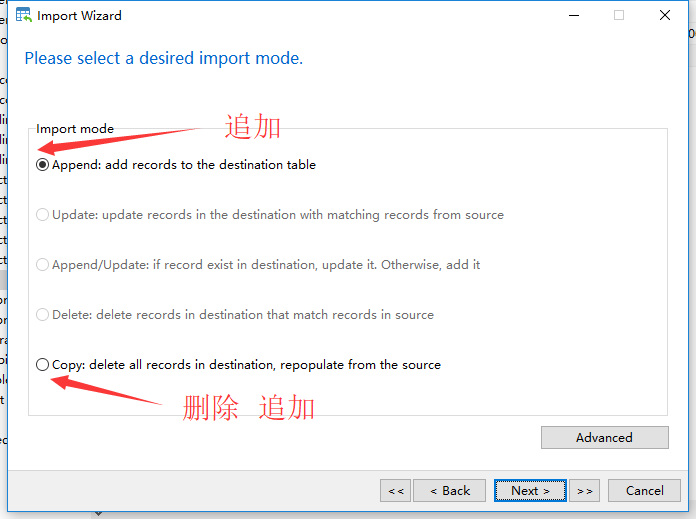 Import Wizard
Please select a desired import mode.
追加
Import mode
Append: add records to the destination table
Update: update records in the destination with matching records from source
Append/Update: if record exist in destination, update it. Otherwise, add it
Delete: delete records in destination that match records in source
Copy: delete all records in destination, repopulate from the source
删除 追加
Advanced
<< < Back Next > >> Cancel